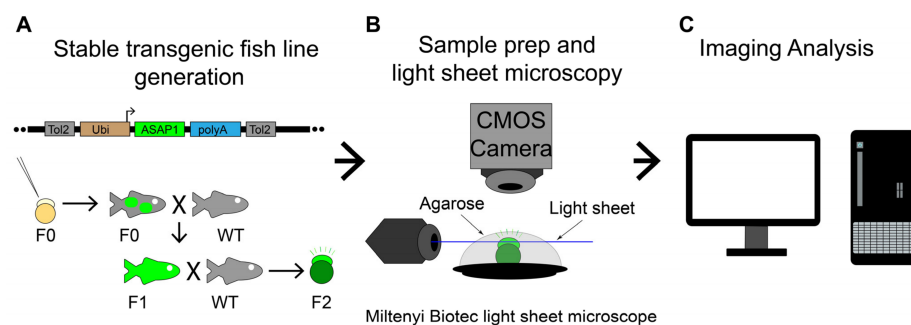 A
Stable transgenic fish line
generation
Tol2 Ubi ASAP1 polyA Tol2
F0
F0 X WT
F1 X WT
F2
B
Sample prep and
light sheet microscopy
CMOS
Camera
Agarose
Light sheet
Miltenyi Biotec light sheet microscope
C
Imaging Analysis